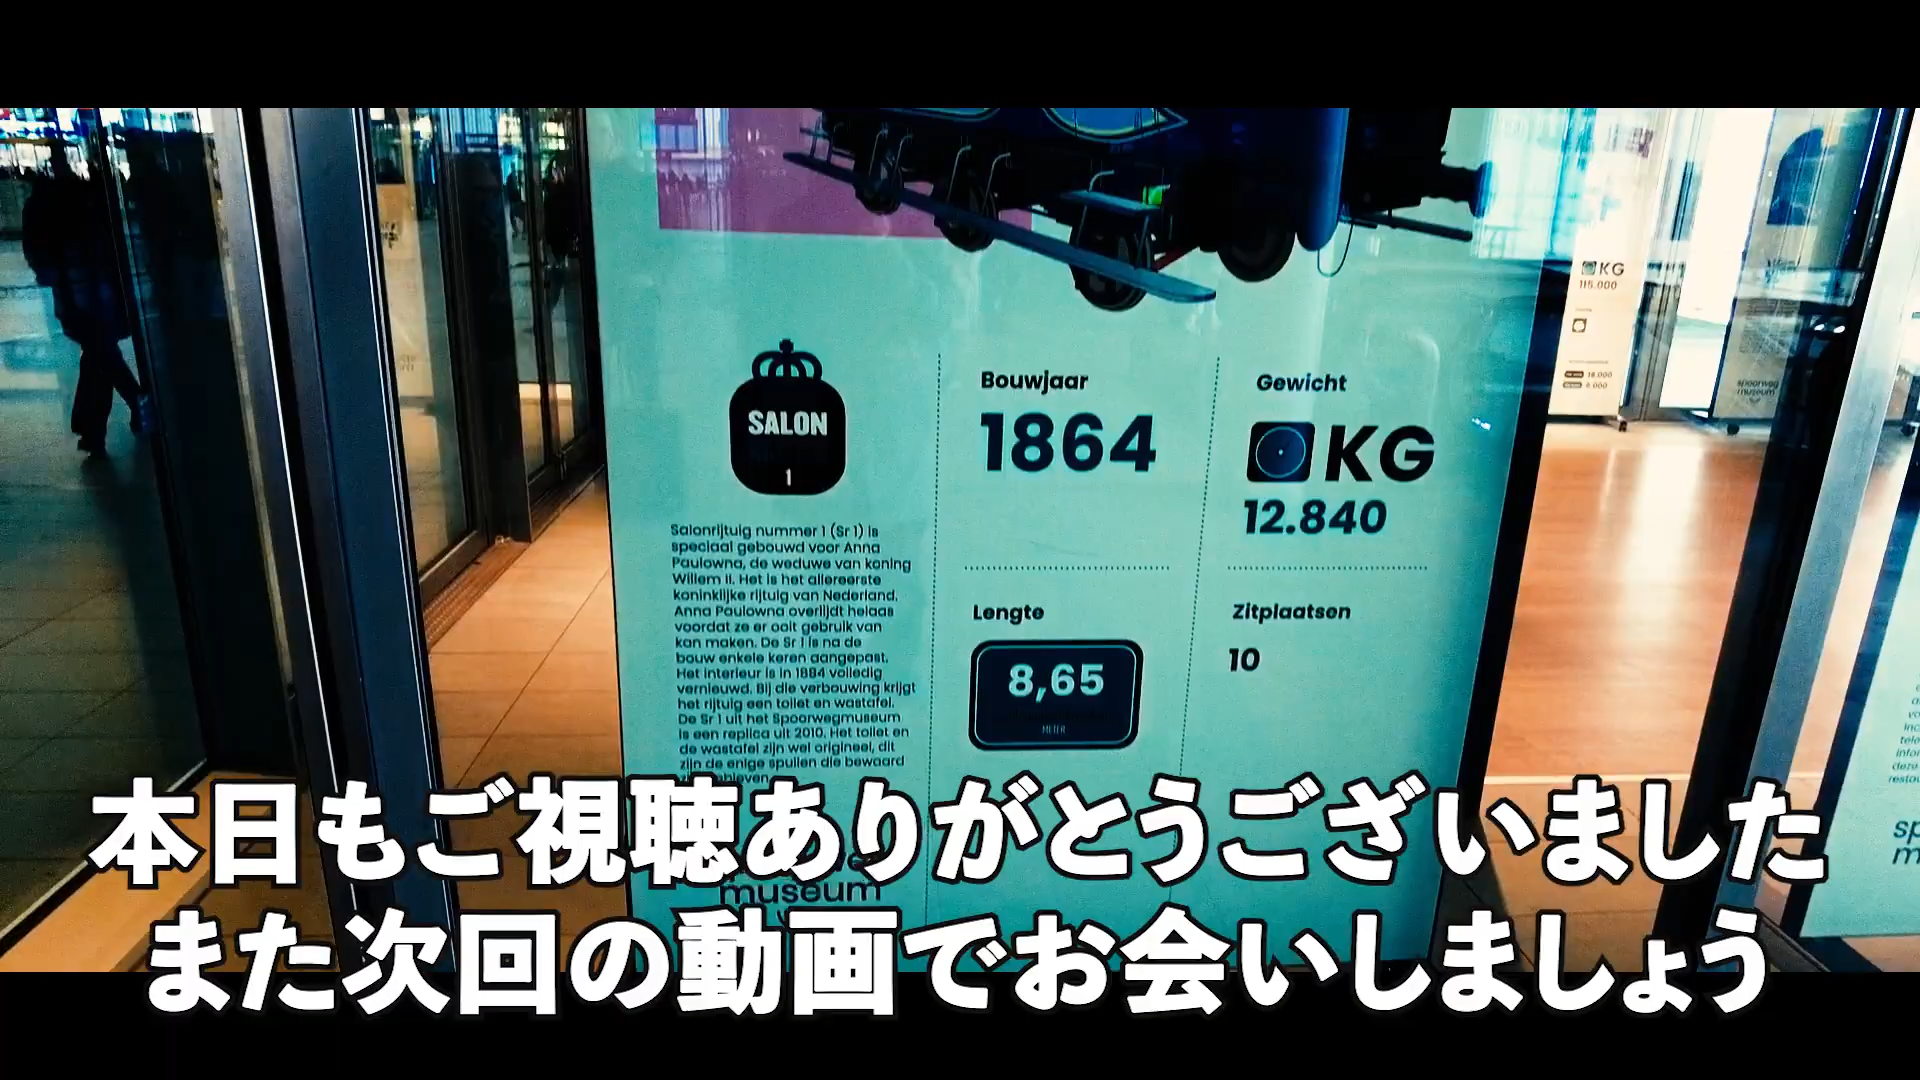 SALON
1
Salonrijtuig nummer 1 (Sr 1) is
speciaal gebouwd voor Anna
Paulowna, de weduwe van koning
Willem II. Het is het allereerste
koninklijke rijtuig van Nederland.
Anna Paulowna overlijdt helaas
voordat ze er ooit gebruik van
kan maken. De Sr 1 is na de
bouw enkele keren aangepast.
Het interieur is in 1884 volledig
vernieuwd. Bij die verbouwing krijgt
het rijtuig een toilet en wastafel.
De Sr 1 uit het Spoorwegmuseum
is een replica uit 2010. Het toilet en
de wastafel zijn wel origineel, dit
zijn de enige spullen die bewaard
museum
Bouwjaar
1864
Gewicht
KG
12.840
Lengte
8,65
METER
Zitplaatsen
10
KG
115.000
spoorweg
museum
本日もご視聴ありがとうございました
また次回の動画でお会いしましょう